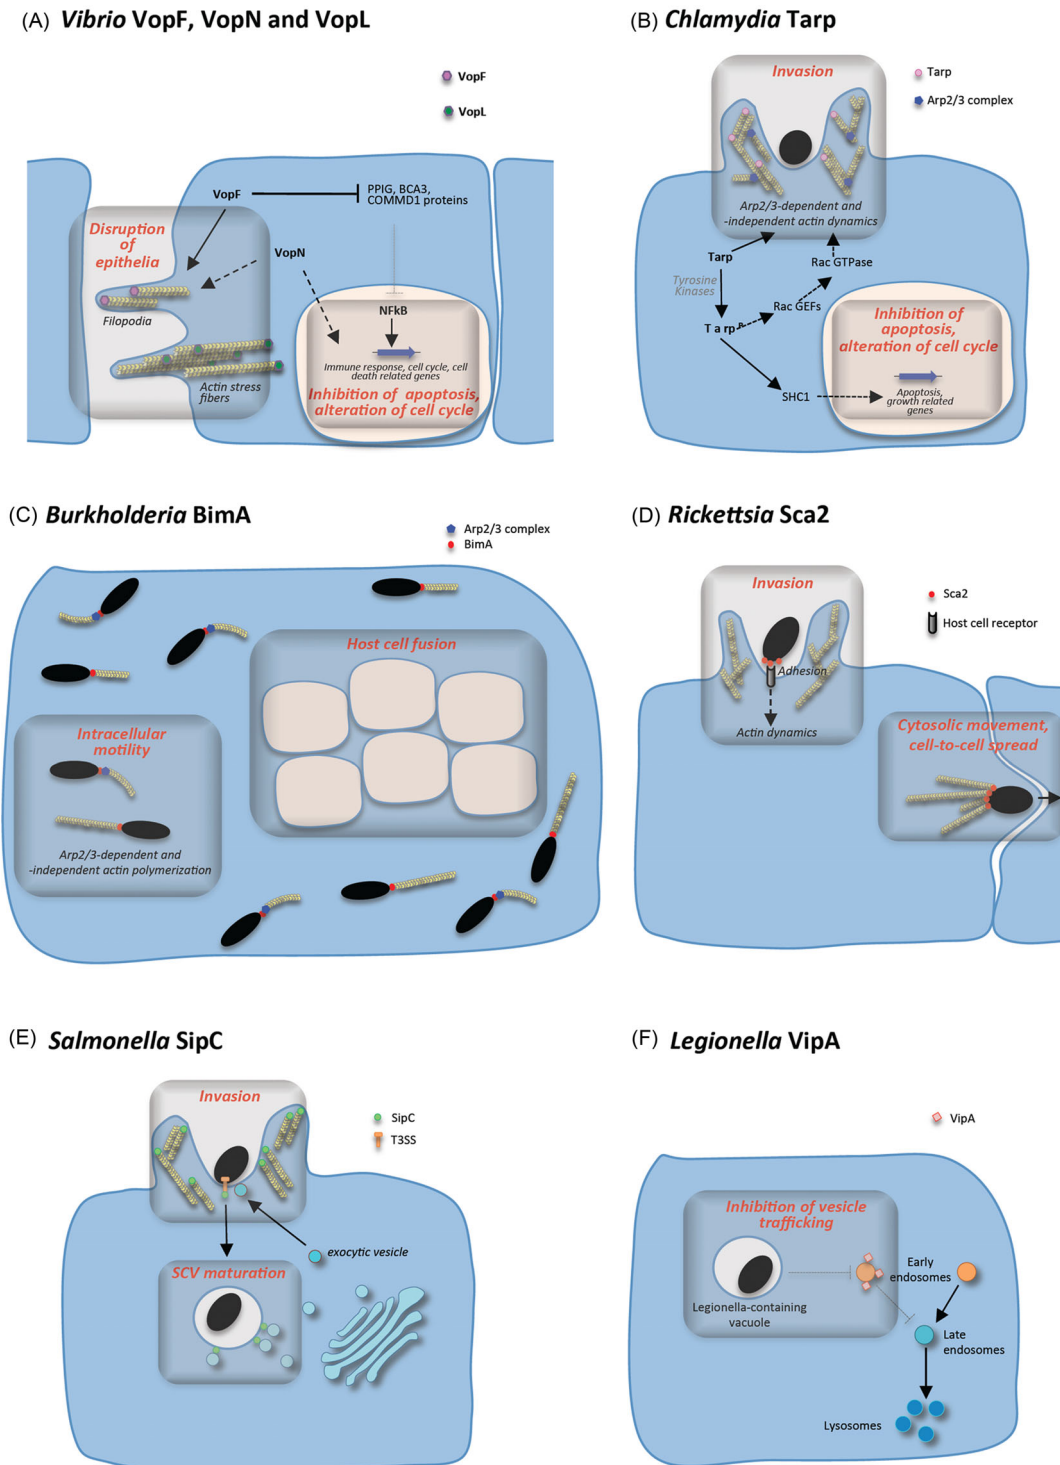 (A) Vibrio VopF, VopN and VopL
VopF
VopL
VopF
PPIG, BCA3,
COMMD1 proteins
Disruption
of
epithelia
VopN
Filopodia
NFkB
Actin stress
fibers
Immune response, cell cycle, cell
death related genes
Inhibition of apoptosis,
alteration of cell cycle
(B) Chlamydia Tarp
Invasion
Tarp
Arp2/3 complex
Arp2/3-dependent and
-independent actin dynamics
Tarp
Rac GTPase
Tyrosine
Kinases
Rac GEFs
Tarp P
Inhibition of
apoptosis,
alteration of cell cycle
SHC1
Apoptosis,
growth related
genes
(C) Burkholderia BimA
Arp2/3 complex
BimA
Host cell fusion
Intracellular
motility
Arp2/3-dependent and
-independent actin polymerization
(D) Rickettsia Sca2
Invasion
Sca2
Host cell receptor
Adhesion
Actin dynamics
Cytosolic movement,
cell-to-cell spread
(E) Salmonella SipC
Invasion
SipC
T3SS
exocytic vesicle
SCV maturation
(F) Legionella VipA
VipA
Inhibition of vesicle
trafficking
Early
endosomes
Legionella-containing
vacuole
Late
endosomes
Lysosomes